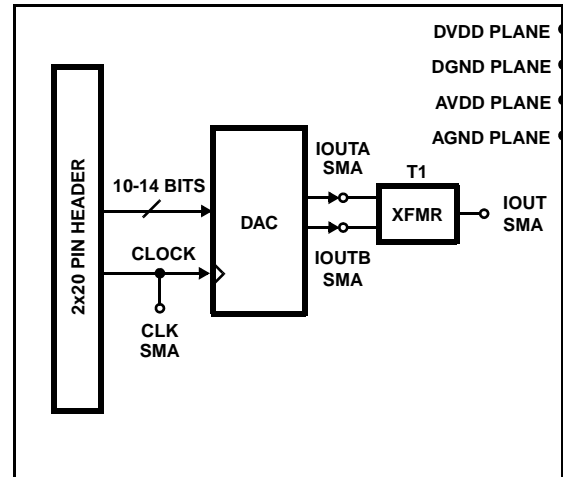 DVDD PLANE
DGND PLANE
AVDD PLANE
AGND PLANE
2x20 PIN HEADER
10-14 BITS
CLOCK
CLK
SMA
DAC
IOUTA
SMA
IOUTB
SMA
T1
XFMR
IOUT
SMA